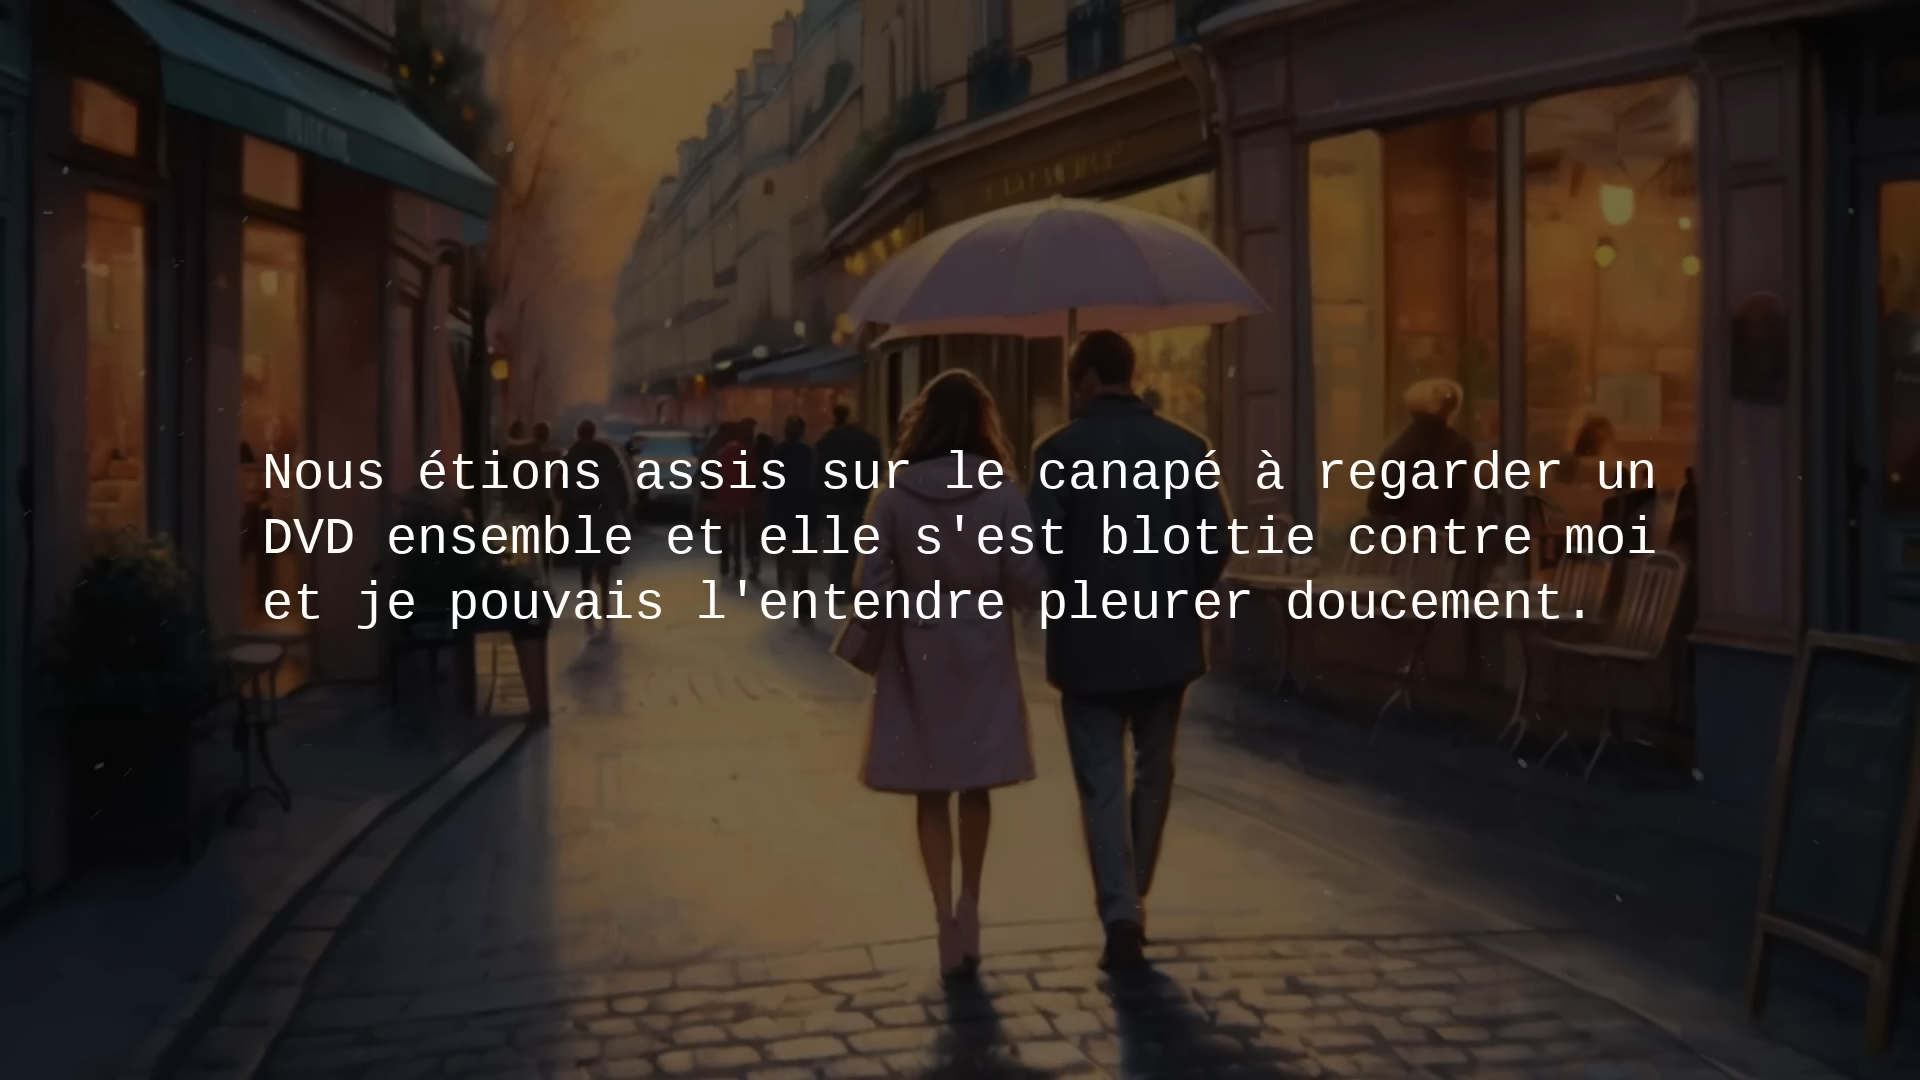 Nous étions assis sur le canapé à regarder un
DVD ensemble et elle s'est blottie contre moi
et je pouvais l'entendre pleurer doucement.